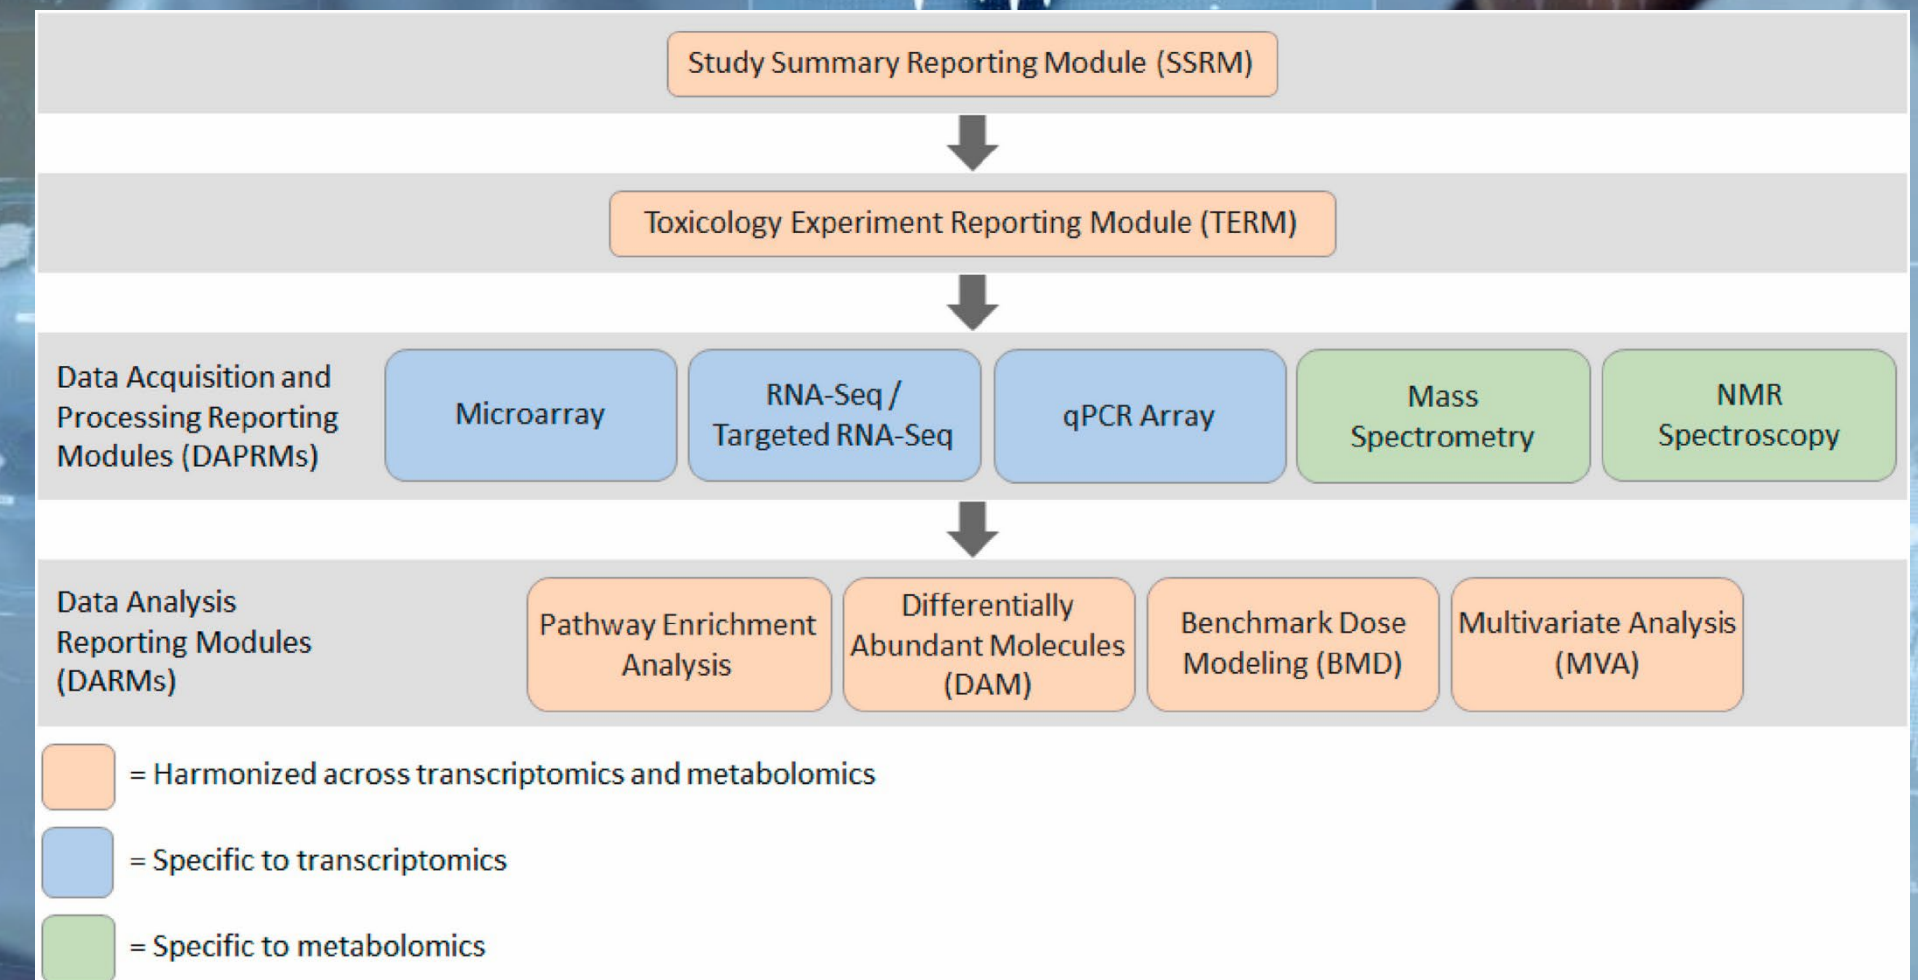 Study Summary Reporting Module (SSRM)
Toxicology Experiment Reporting Module (TERM)
Data Acquisition and
Processing Reporting
Modules (DAPRMs)
Microarray
RNA-Seq /
Targeted RNA-Seq
qPCR Array
Mass
Spectrometry
NMR
Spectroscopy
Data Analysis
Reporting Modules
(DARMs)
Pathway Enrichment
Analysis
Differentially
Abundant Molecules
(DAM)
Benchmark Dose
Modeling (BMD)
Multivariate Analysis
(MVA)
= Harmonized across transcriptomics and metabolomics
= Specific to transcriptomics
= Specific to metabolomics